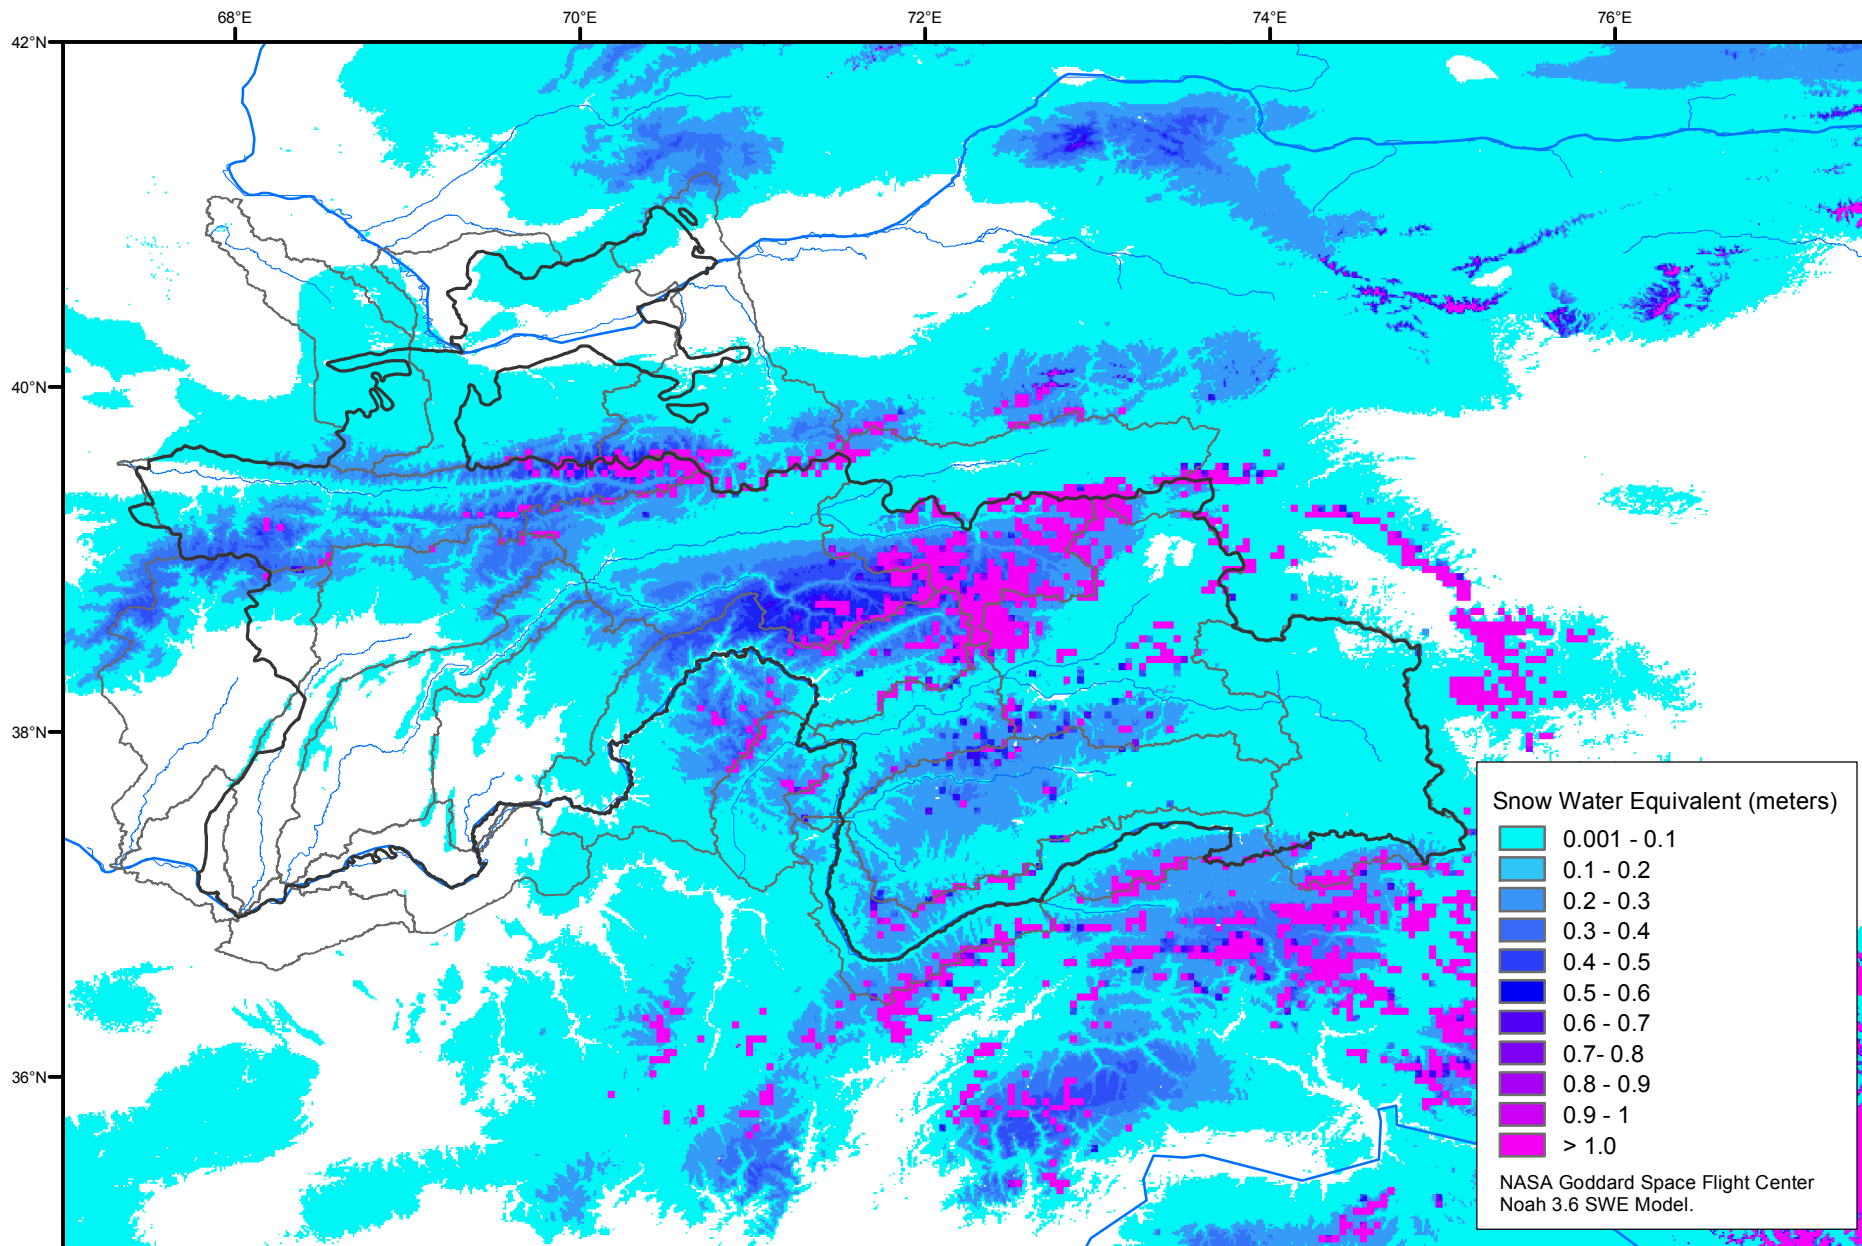 68°E 70°E 72°E 74°E 76°E
42°N
40°N
38°N
36°N
Snow Water Equivalent (meters)
0.001 - 0.1
0.1 - 0.2
0.2 - 0.3
0.3 - 0.4
0.4 - 0.5
0.5 - 0.6
0.6 - 0.7
0.7- 0.8
0.8 - 0.9
0.9 - 1
> 1.0
NASA Goddard Space Flight Center
Noah 3.6 SWE Model.